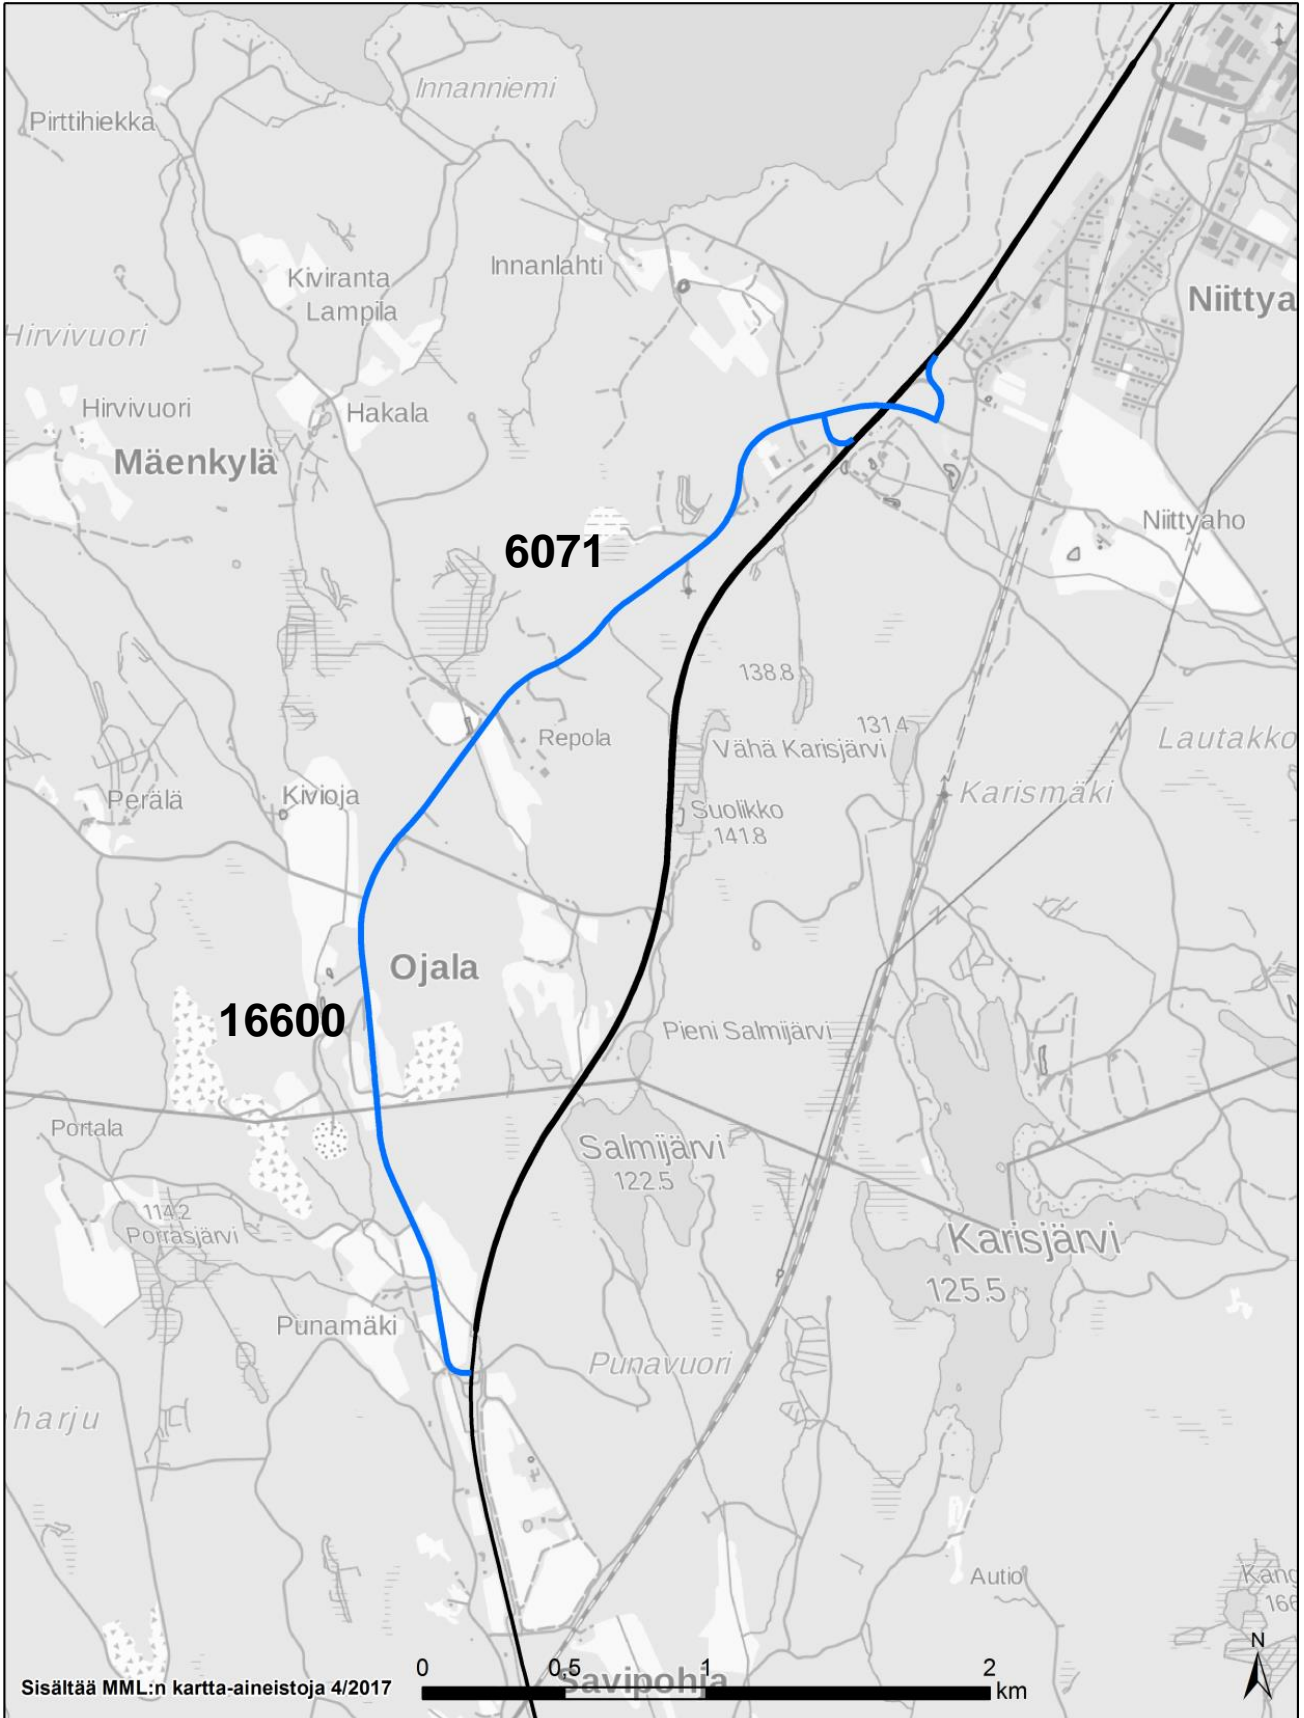 Innanniemi
Pirttihiekka
Kiviranta
Lampila
Innanlahti
Niittya
Hirvivuori
Hirvivuori
Hakala
Mäenkylä
Niittyaho
6071
138.8
131.4
Repola
Vähä Karisjärvi
Lautakko
Perälä
Kivioja
Karismäki
Suolikko
141.8
Ojala
16600
Pieni Salmijärvi
Portala
Salmijärvi
122.5
114.2
Porrasjärvi
Karisjärvi
125.5
Punamäki
Punavuori
harju
Autio
Kang
166
N
0 0,5 1 2
Savipohja
km
Sisältää MML:n kartta-aineistoja 4/2017